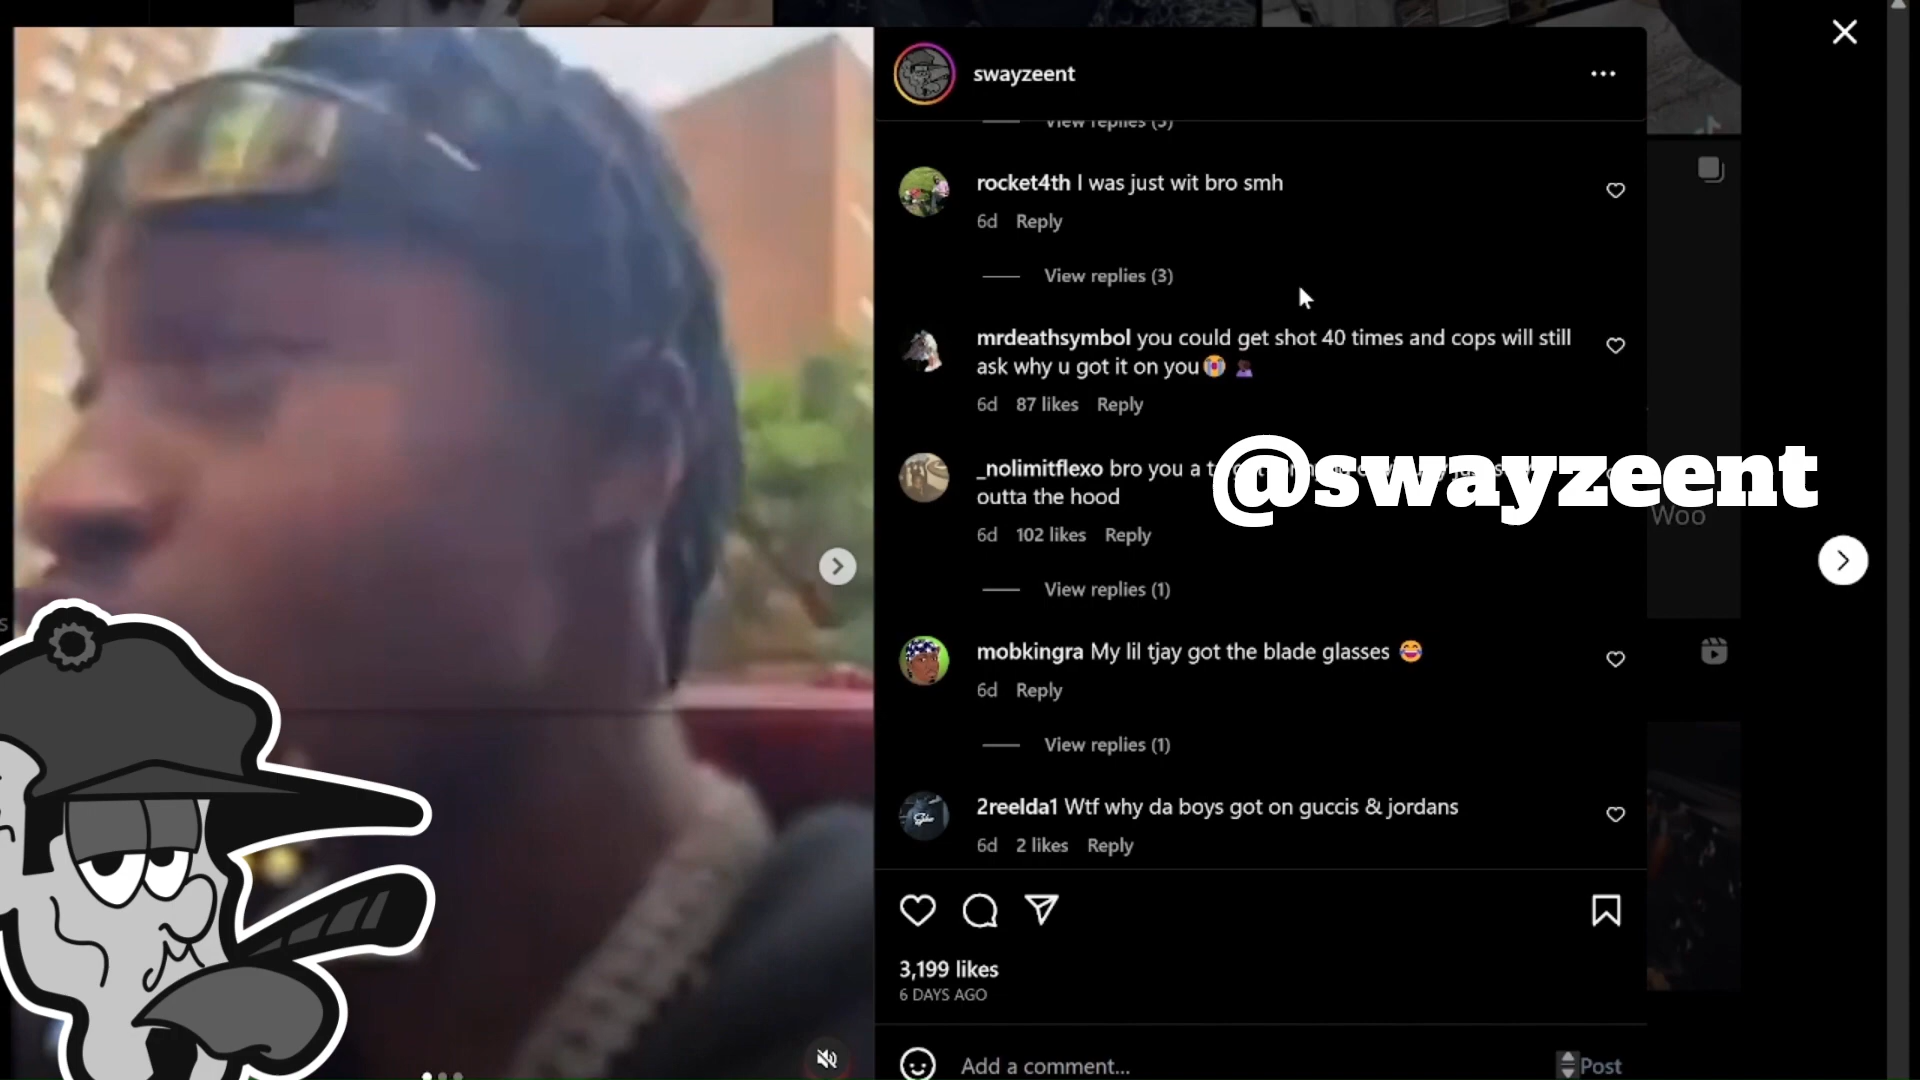 swayzeent
View replies (5)
rocket4th I was just wit bro smh
6d Reply
View replies (3)
mrdeathsymbol you could get shot 40 times and cops will still
ask why u got it on you😭🤦🏿
6d 87 likes Reply
_nolimitflexo bro you a
outta the hood
@swayzeent
Woo
6d 102 likes Reply
View replies (1)
mobkingra My lil tjay got the blade glasses 😂
6d Reply
View replies (1)
2reelda1 Wtf why da boys got on guccis & jordans
6d 2 likes Reply
3,199 likes
6 DAYS AGO
Add a comment...
Post